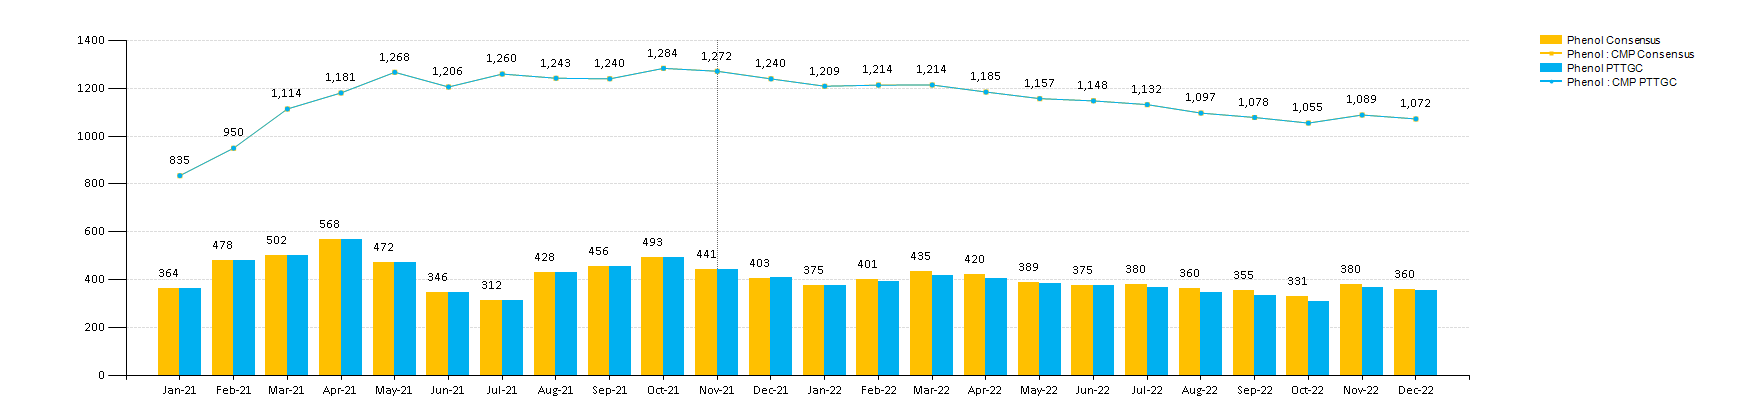 1400
1200
1000
800
600
400
200
0
835
950
1,114
1,181
1,268
1,206
1,260
1,243
1,240
1,284
1,272
1,240
1,209
1,214
1,214
1,185
1,157
1,148
1,132
1,097
1,078
1,055
1,089
1,072
364
478
502
568
472
346
312
428
456
493
441
403
375
401
435
420
389
375
380
360
355
331
380
360
Jan-21
Feb-21
Mar-21
Apr-21
May-21
Jun-21
Jul-21
Aug-21
Sep-21
Oct-21
Nov-21
Dec-21
Jan-22
Feb-22
Mar-22
Apr-22
May-22
Jun-22
Jul-22
Aug-22
Sep-22
Oct-22
Nov-22
Dec-22
Phenol Consensus
Phenol : CMP Consensus
Phenol PTTGC
Phenol : CMP PTTGC